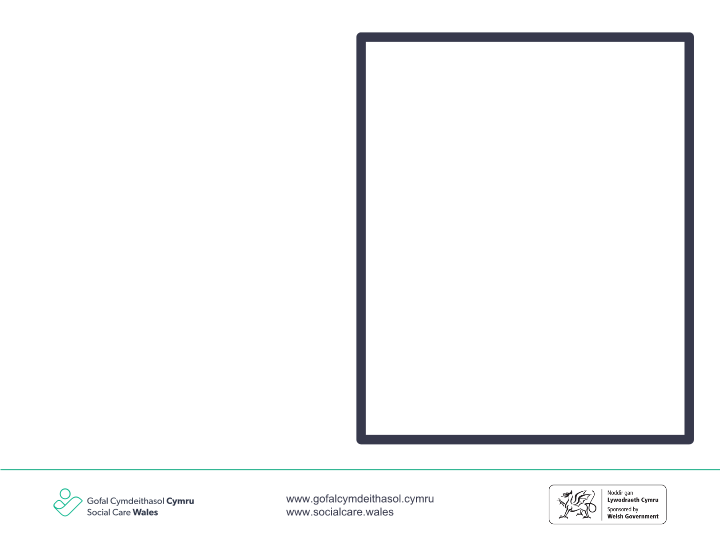 Gofal Cymdeithasol Cymru
Social Care Wales
www.gofalcymdeithasol.cymru
www.socialcare.wales
Noddir gan
Lywodraeth Cymru
Sponsored by
Welsh Government